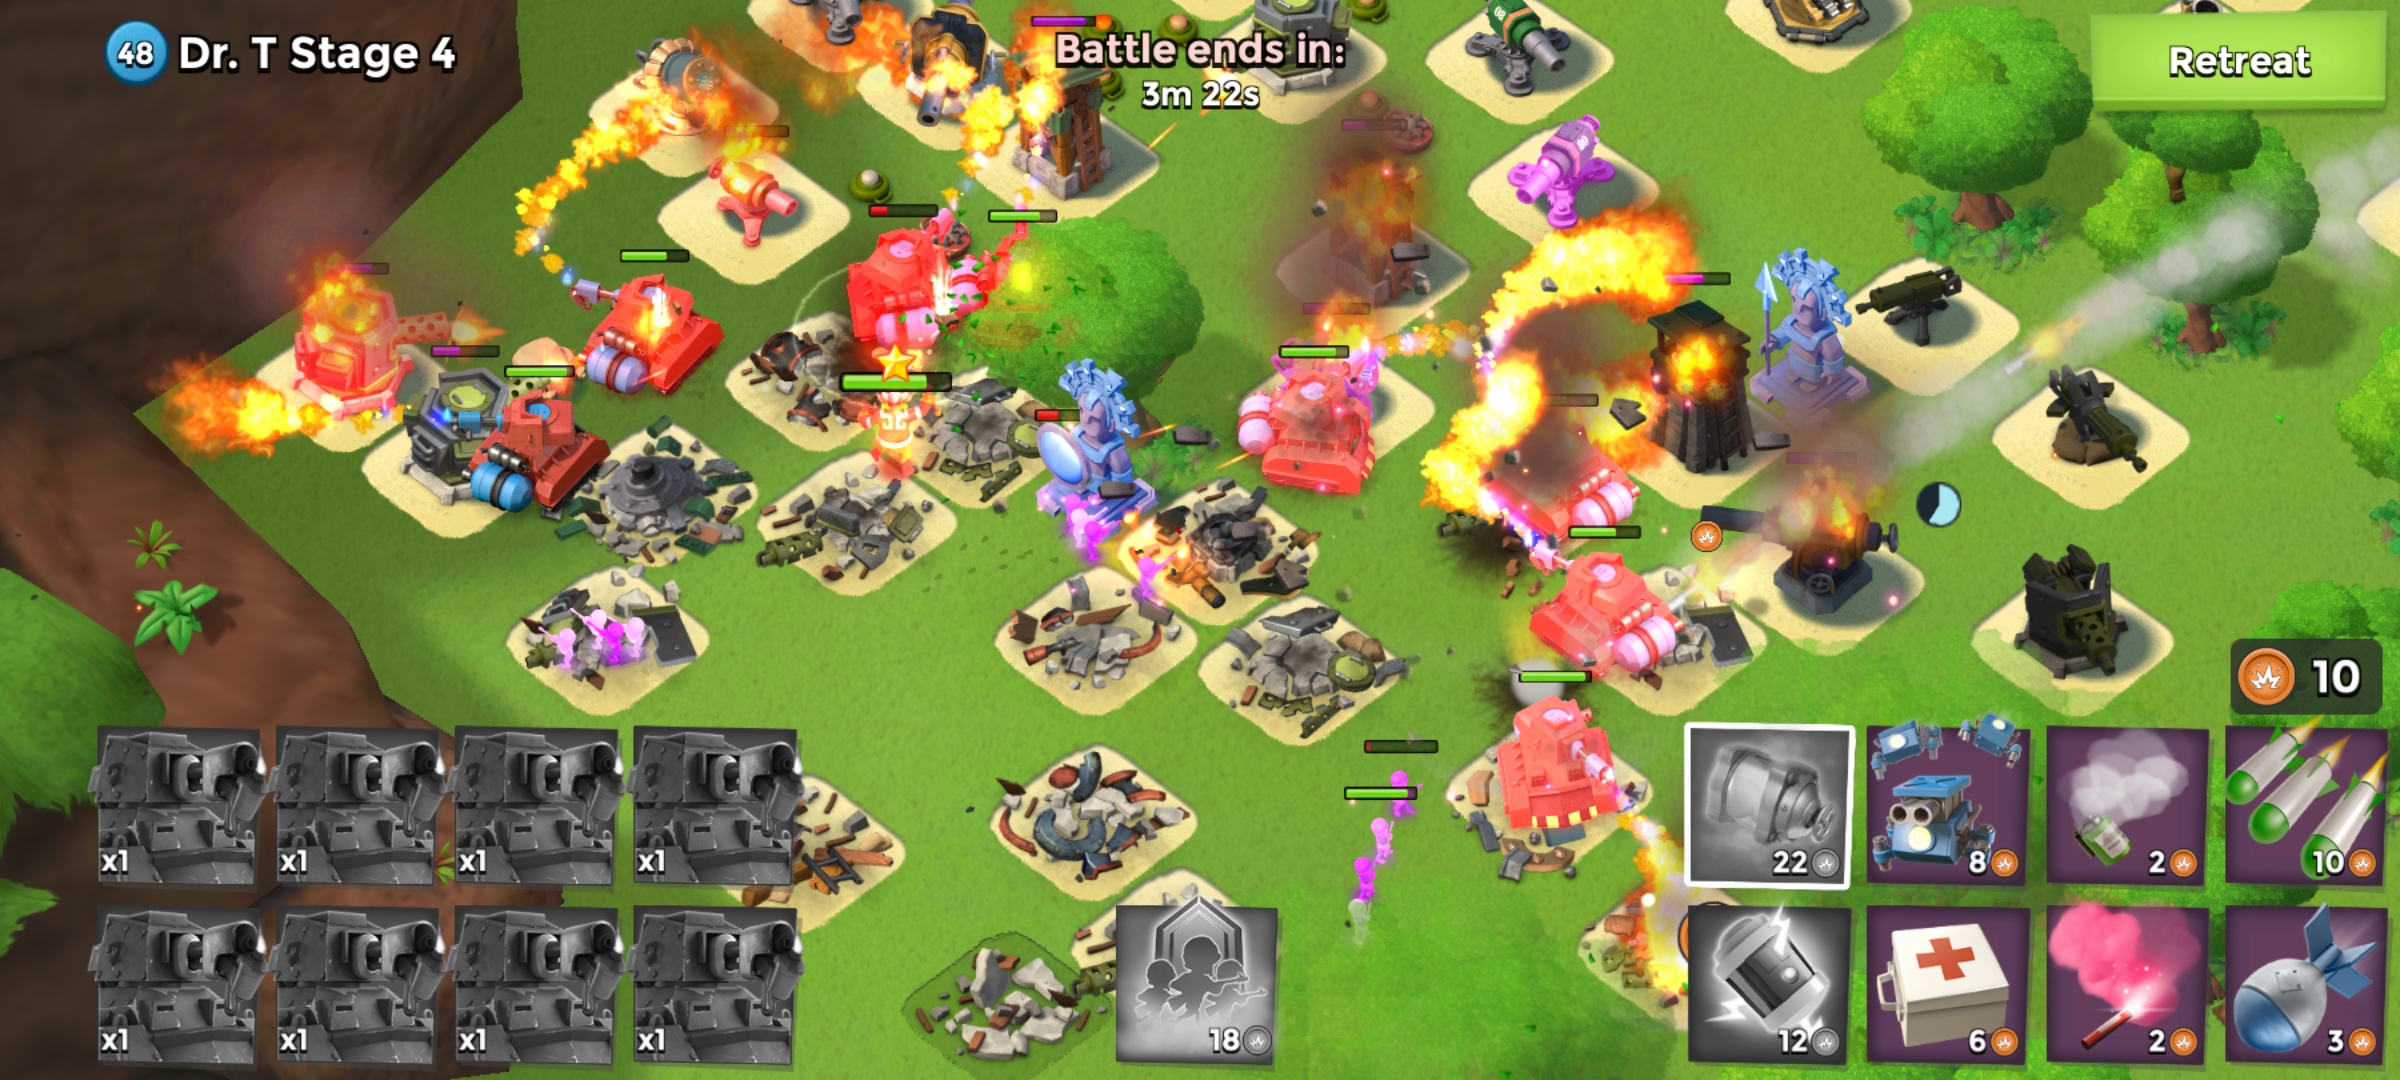 48 Dr. T Stage 4
Battle ends in:
3m 22s
Retreat
10
x1 x1 x1 x1
22 8 2 10
x1 x1 x1 x1
18
12 6 2 3